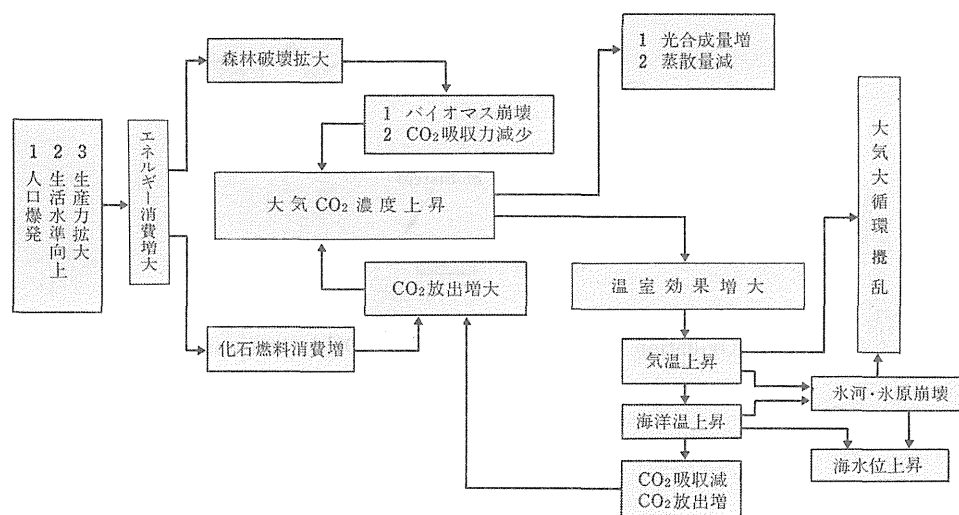 1 人口爆発
2 生活水準向上
3 生産力拡大
エネルギー消費増大
森林破壊拡大
1 バイオマス崩壊
2 CO₂吸収力減少
大気CO₂濃度上昇
CO₂放出増大
化石燃料消費増
1 光合成量増
2 蒸散量減
温室効果増大
気温上昇
海洋温上昇
CO₂吸収減
CO₂放出増
大気大循環攪乱
氷河・氷原崩壊
海水位上昇